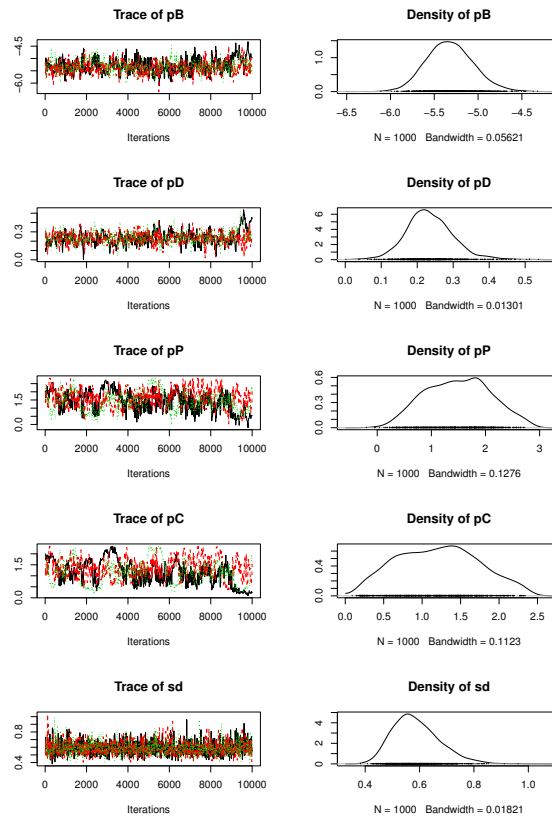 Trace of pB
−6.0 −4.5
0 2000 4000 6000 8000 10000
Iterations
Density of pB
0.0 1.0
−6.5 −6.0 −5.5 −5.0 −4.5
N = 1000 Bandwidth = 0.05621
Trace of pD
0.0 0.3
0 2000 4000 6000 8000 10000
Iterations
Density of pD
0 2 4 6
0.0 0.1 0.2 0.3 0.4 0.5
N = 1000 Bandwidth = 0.01301
Trace of pP
0.0 1.5
0 2000 4000 6000 8000 10000
Iterations
Density of pP
0.0 0.3 0.6
0 1 2 3
N = 1000 Bandwidth = 0.1276
Trace of pC
0.0 1.5
0 2000 4000 6000 8000 10000
Iterations
Density of pC
0.0 0.4
0.0 0.5 1.0 1.5 2.0 2.5
N = 1000 Bandwidth = 0.1123
Trace of sd
0.4 0.8
0 2000 4000 6000 8000 10000
Iterations
Density of sd
0 2 4
0.4 0.6 0.8 1.0
N = 1000 Bandwidth = 0.01821